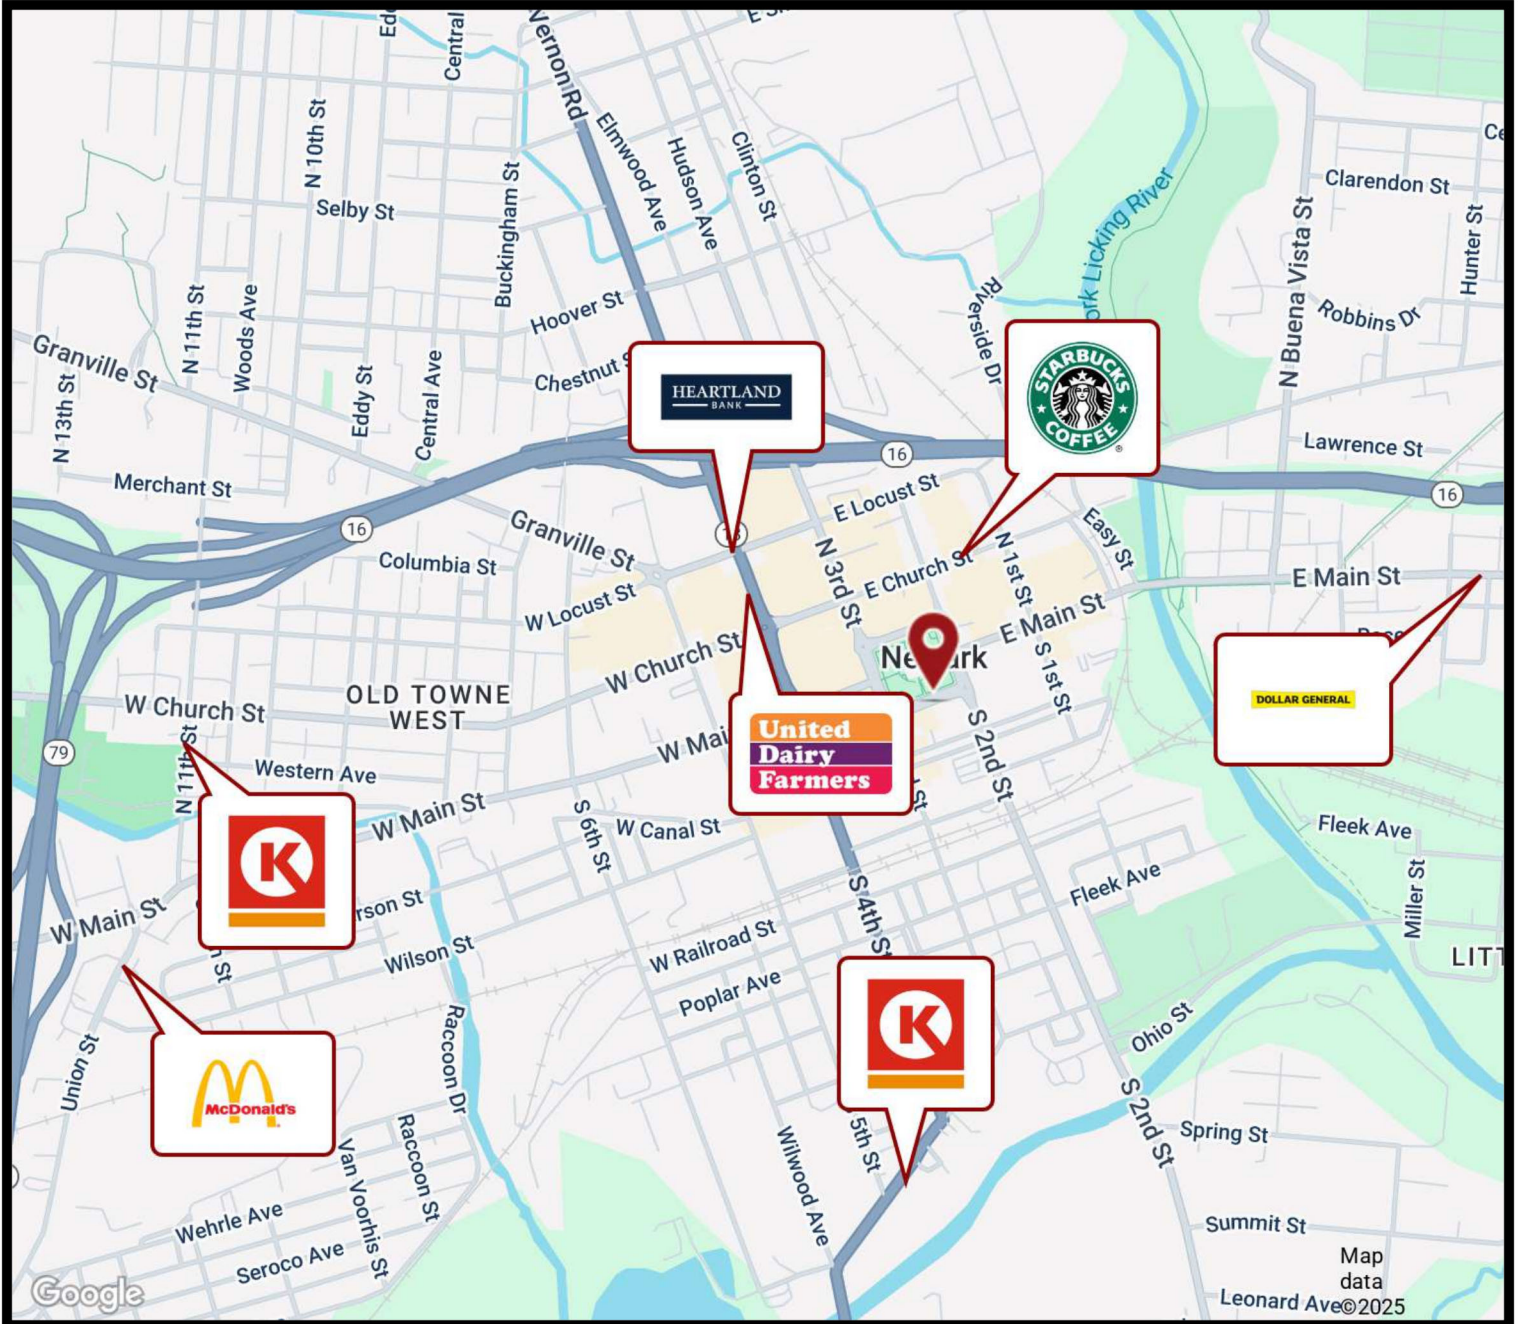 Vernon Rd
Central
N 10th St
Elmwood Ave
Hudson Ave
Clinton St
Selby St
Buckingham St
Licking River
Clarendon St
Hunter St
N Buena Vista St
Robbins Dr
Riverside Dr
Hoover St
N 11th St
Woods Ave
Granville St
Chestnut
N 13th St
Eddy St
Central Ave
HEARTLAND
BANK
STARBUCKS
COFFEE
®
16
Lawrence St
16
Merchant St
E Locust St
16
Granville St
Easy St
Columbia St
N 3rd St
E Church St
N 1st St
E Main St
W Locust St
E Main St
W Church St
Newark
S 1st St
OLD TOWNE
WEST
W Church St
DOLLAR GENERAL
79
N 11th St
Western Ave
W Mai
United
Dairy
Farmers
St
S 2nd St
W Main St
S 6th St
W Canal St
Fleek Ave
K
Fleek Ave
Miller St
rson St
W Main St
S 4th St
Wilson St
W Railroad St
LITT
Poplar Ave
K
Raccoon Dr
Union St
Ohio St
McDonald's
S 2nd St
Spring St
Raccoon St
Van Voorhis St
5th St
Wilwood Ave
Wehrle Ave
Summit St
Seroco Ave
Google
Map
data
©2025
Leonard Ave